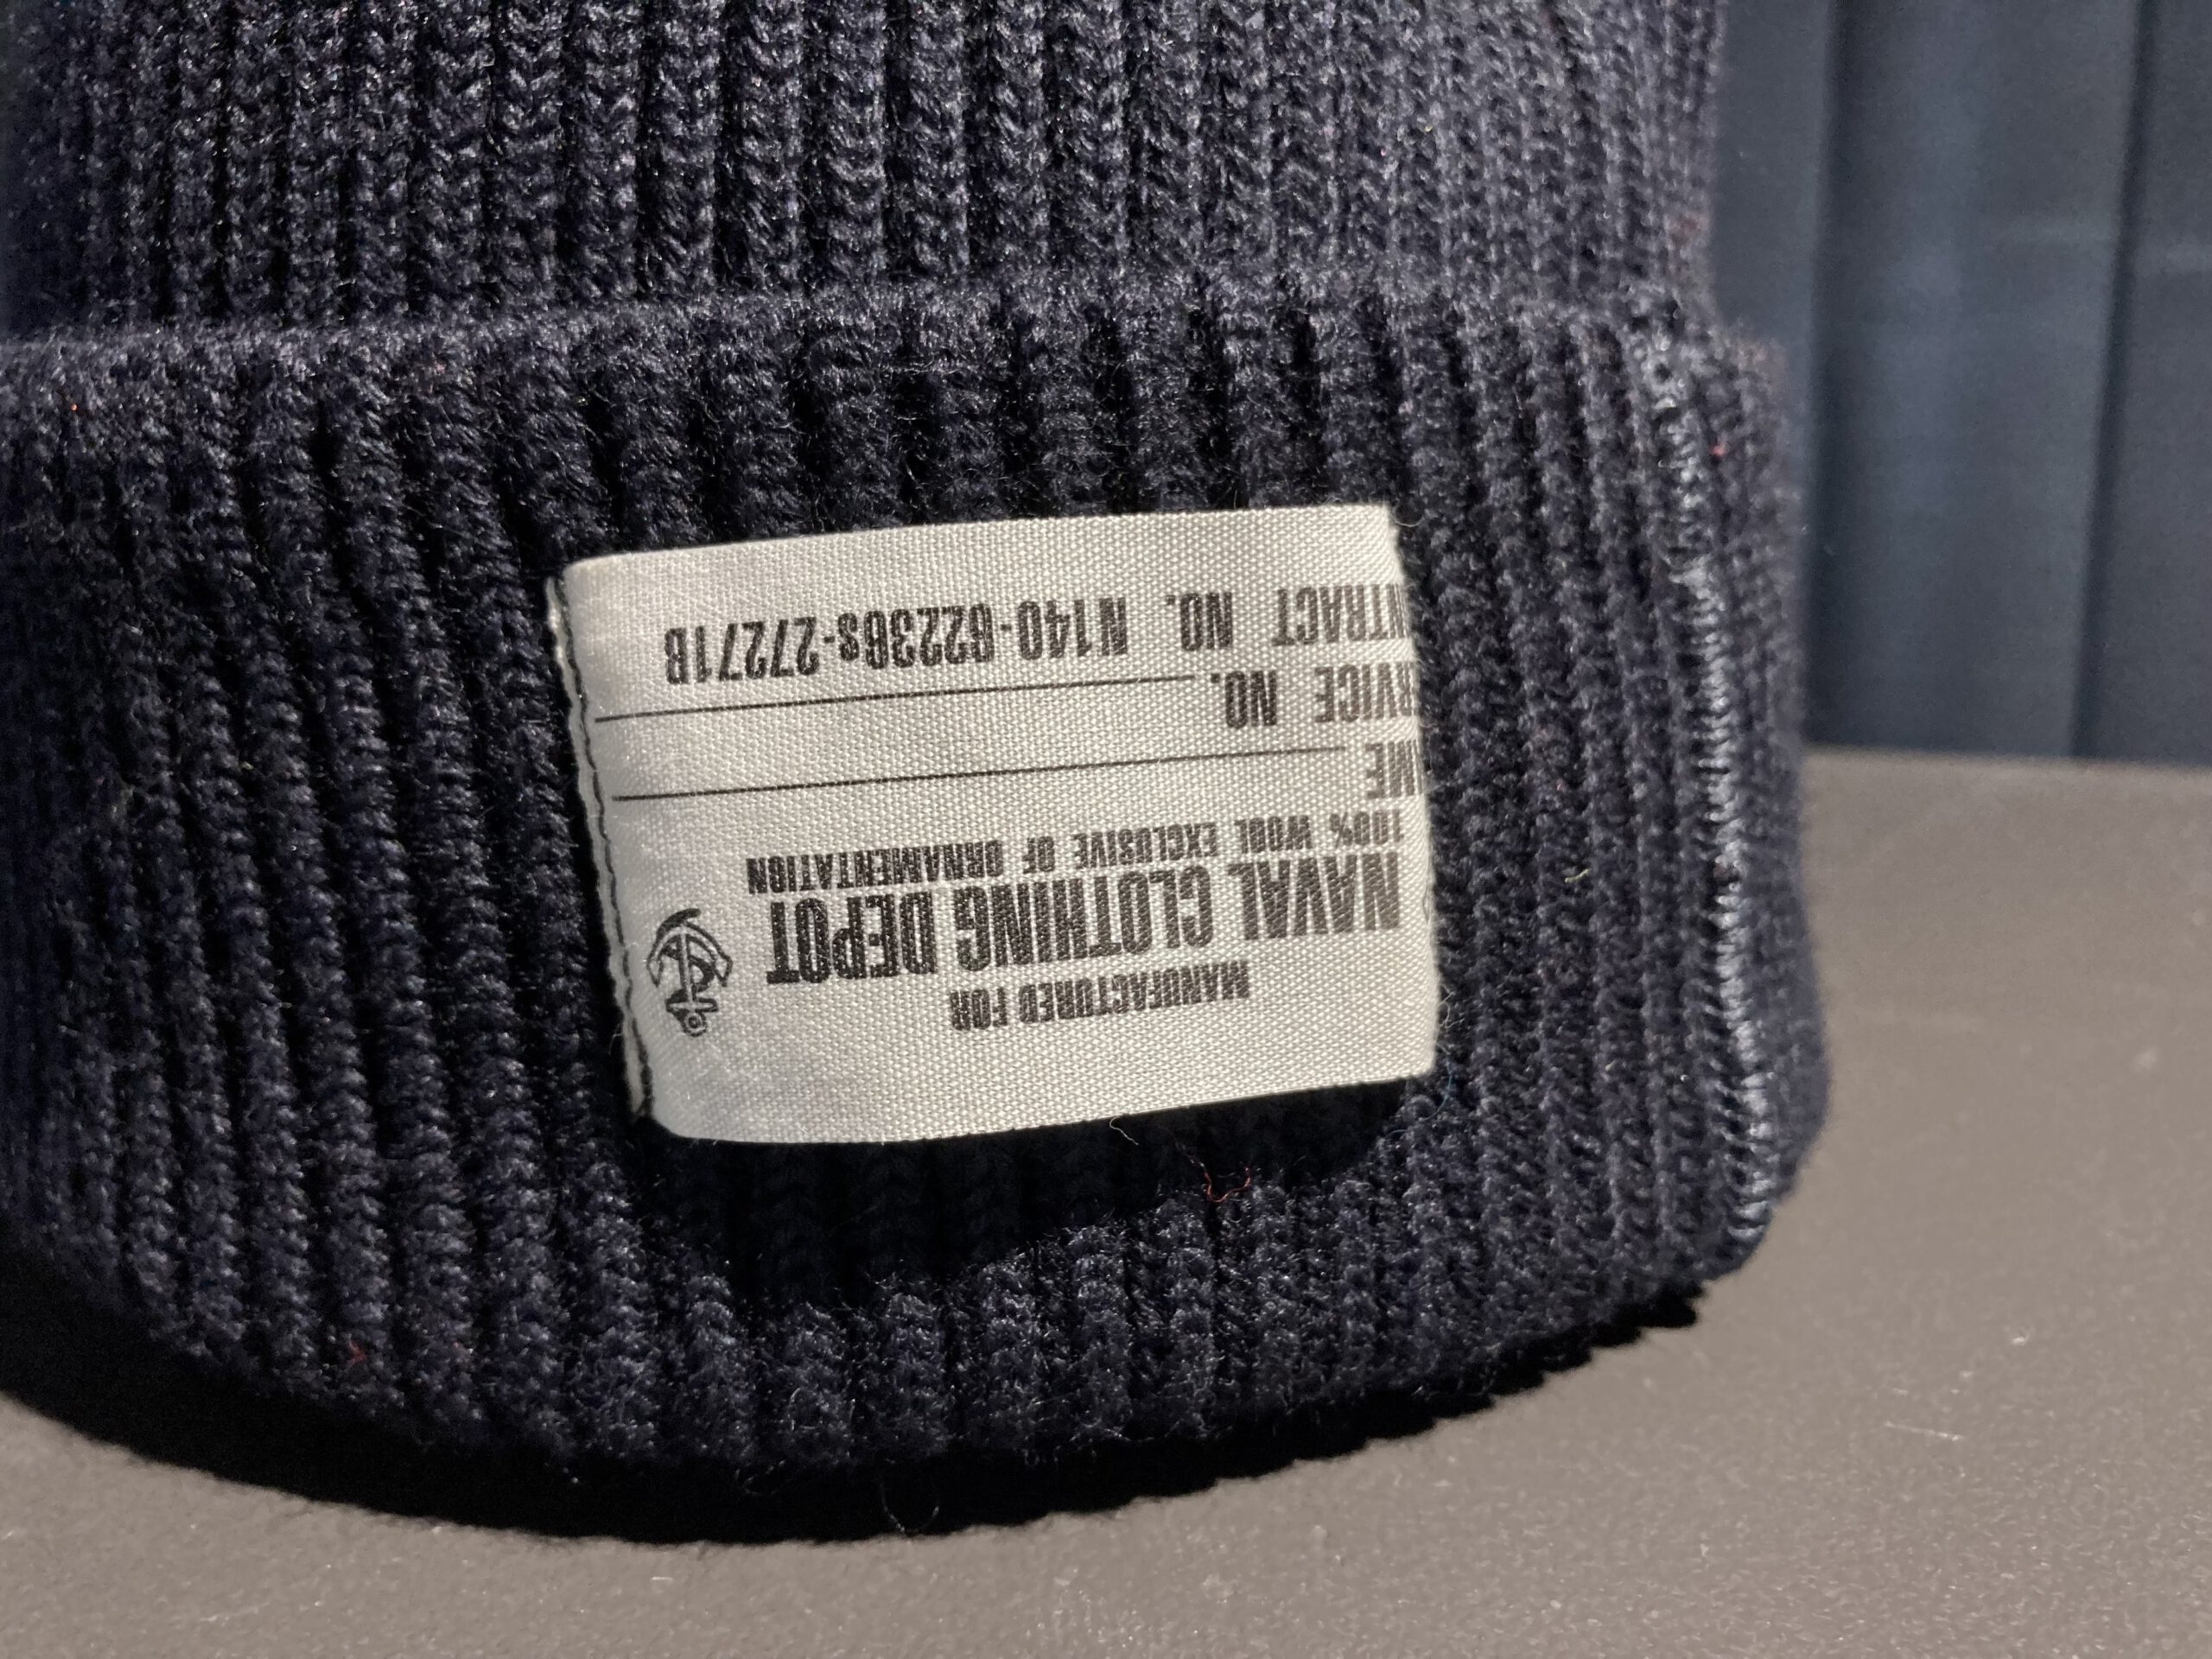 MANUFACTURED FOR
NAVAL CLOTHING DEPOT
100% WOOL EXCLUSIVE OF ORNAMENTATION
ME
RVICE NO.
NTRACT NO. N140-62236s-27271B